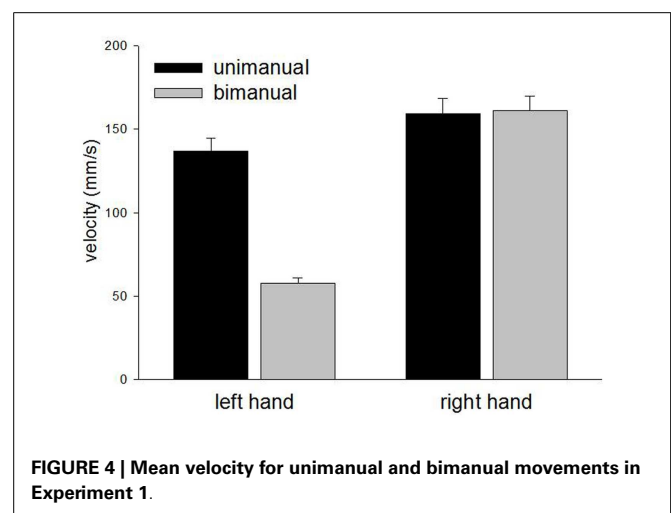 200
150
100
50
0
velocity (mm/s)
unimanual
bimanual
left hand right hand
FIGURE 4 | Mean velocity for unimanual and bimanual movements in
Experiment 1.